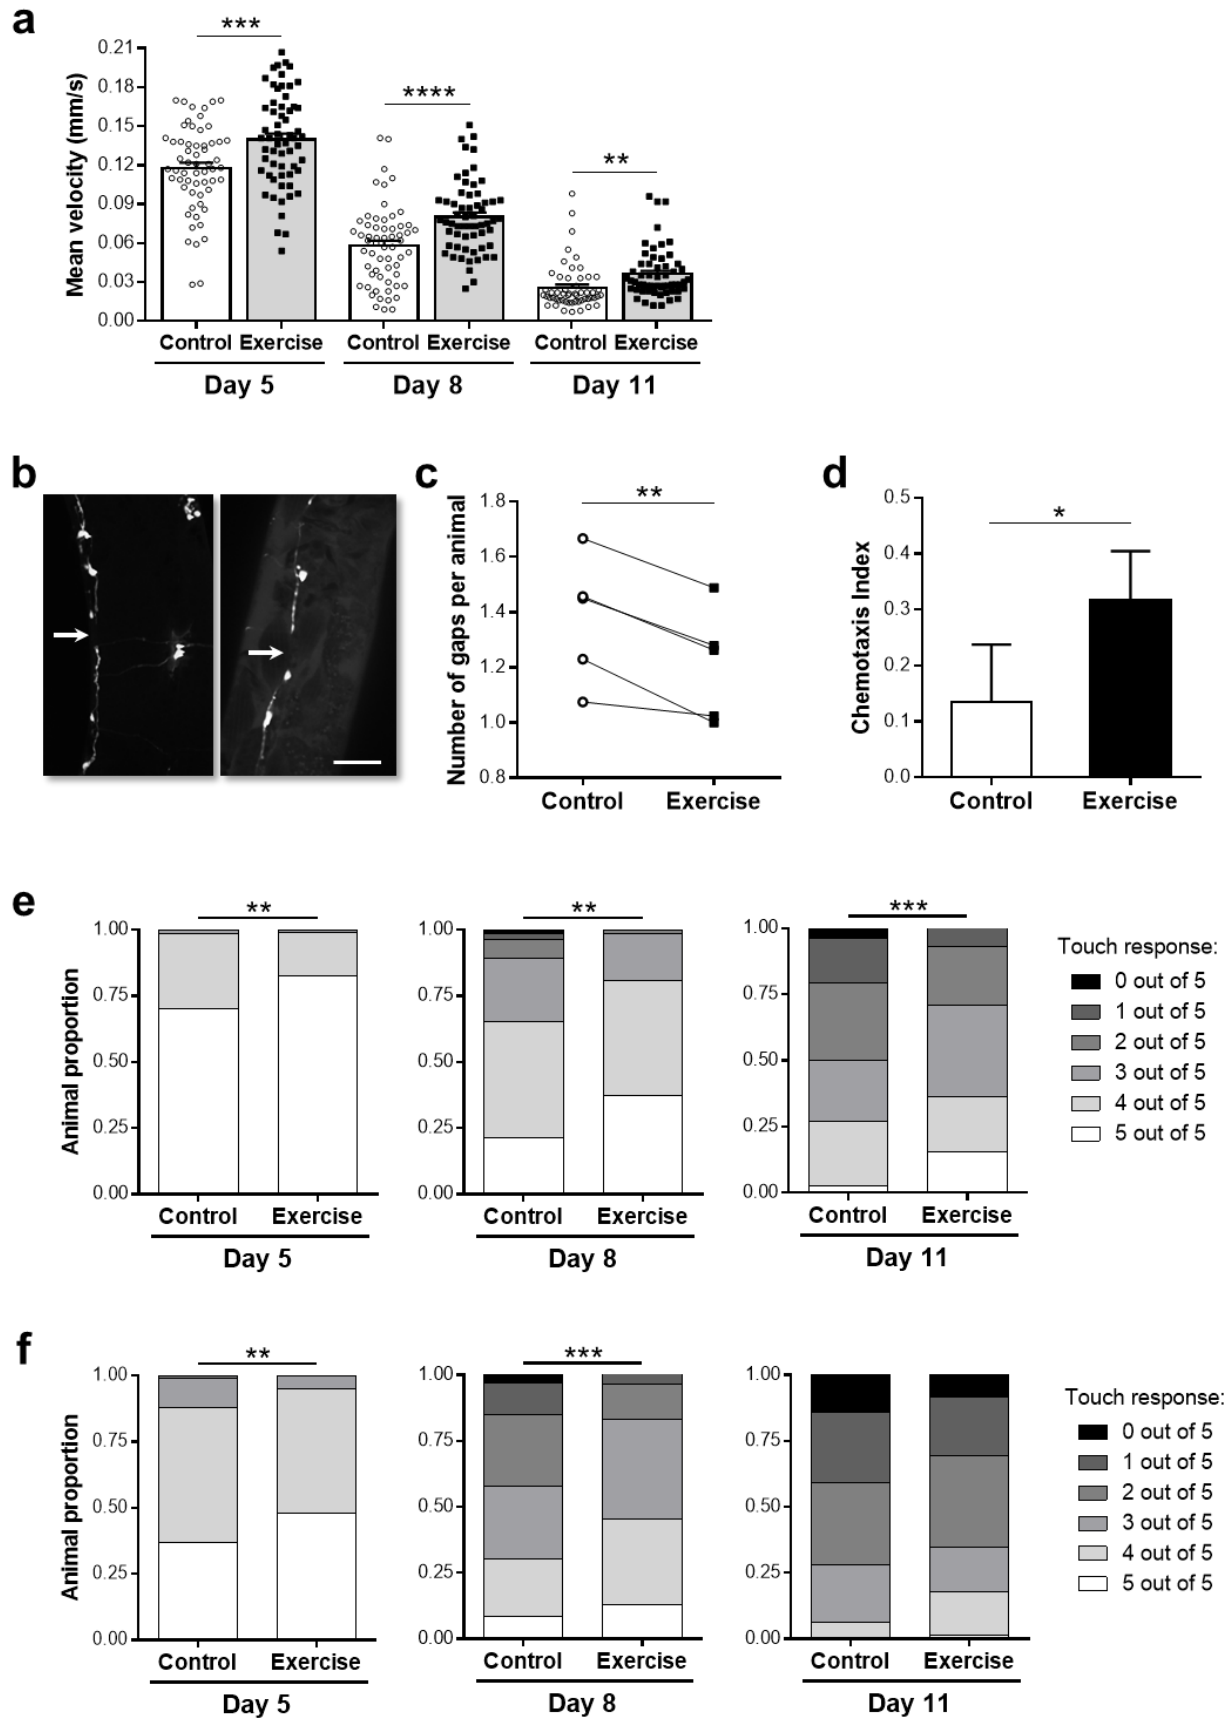 a
***
****
**
Mean velocity (mm/s)
0.21
0.18
0.15
0.12
0.09
0.06
0.03
0.00
Control Exercise Control Exercise Control Exercise
Day 5 Day 8 Day 11
b
c
**
Number of gaps per animal
1.8
1.6
1.4
1.2
1.0
0.8
Control Exercise
d
*
Chemotaxis Index
0.5
0.4
0.3
0.2
0.1
0.0
Control Exercise
e
Animal proportion
**
1.00
0.75
0.50
0.25
0.00
Control Exercise
Day 5
**
1.00
0.75
0.50
0.25
0.00
Control Exercise
Day 8
***
1.00
0.75
0.50
0.25
0.00
Control Exercise
Day 11
Touch response:
0 out of 5
1 out of 5
2 out of 5
3 out of 5
4 out of 5
5 out of 5
f
Animal proportion
**
1.00
0.75
0.50
0.25
0.00
Control Exercise
Day 5
***
1.00
0.75
0.50
0.25
0.00
Control Exercise
Day 8
1.00
0.75
0.50
0.25
0.00
Control Exercise
Day 11
Touch response:
0 out of 5
1 out of 5
2 out of 5
3 out of 5
4 out of 5
5 out of 5